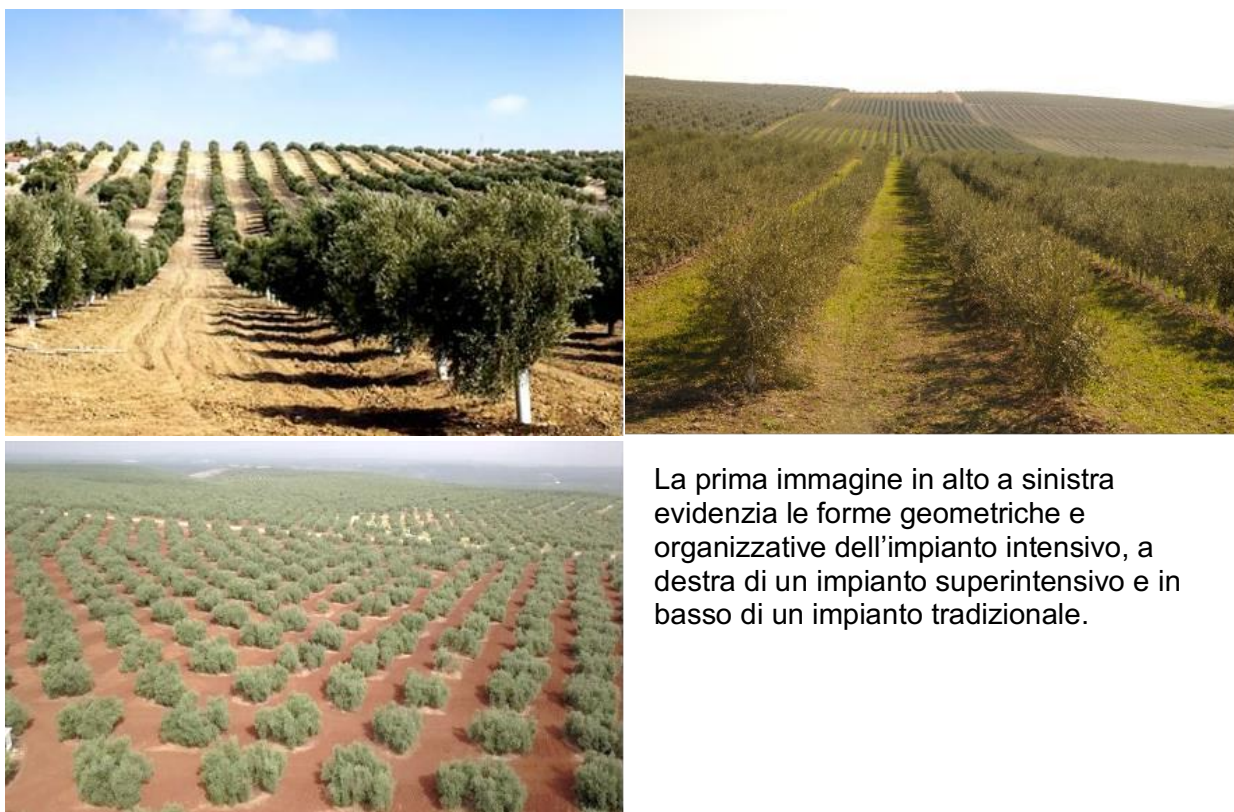 La prima immagine in alto a sinistra
evidenzia le forme geometriche e
organizzative dell’impianto intensivo, a
destra di un impianto superintensivo e in
basso di un impianto tradizionale.